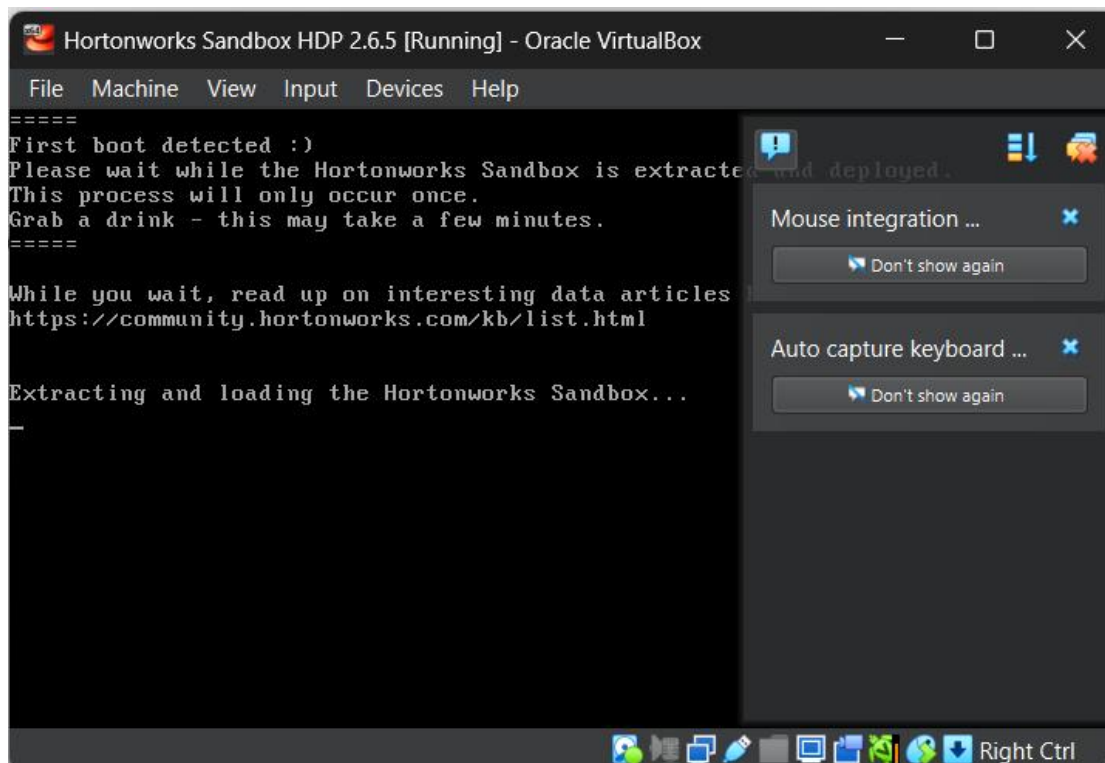 Hortonworks Sandbox HDP 2.6.5 [Running] - Oracle VirtualBox
File Machine View Input Devices Help
=====
First boot detected :)
Please wait while the Hortonworks Sandbox is extracted and deployed.
This process will only occur once.
Grab a drink - this may take a few minutes.
=====
While you wait, read up on interesting data articles
https://community.hortonworks.com/kb/list.html
Extracting and loading the Hortonworks Sandbox...
_
Mouse integration ...
Don't show again
Auto capture keyboard ...
Don't show again
Right Ctrl